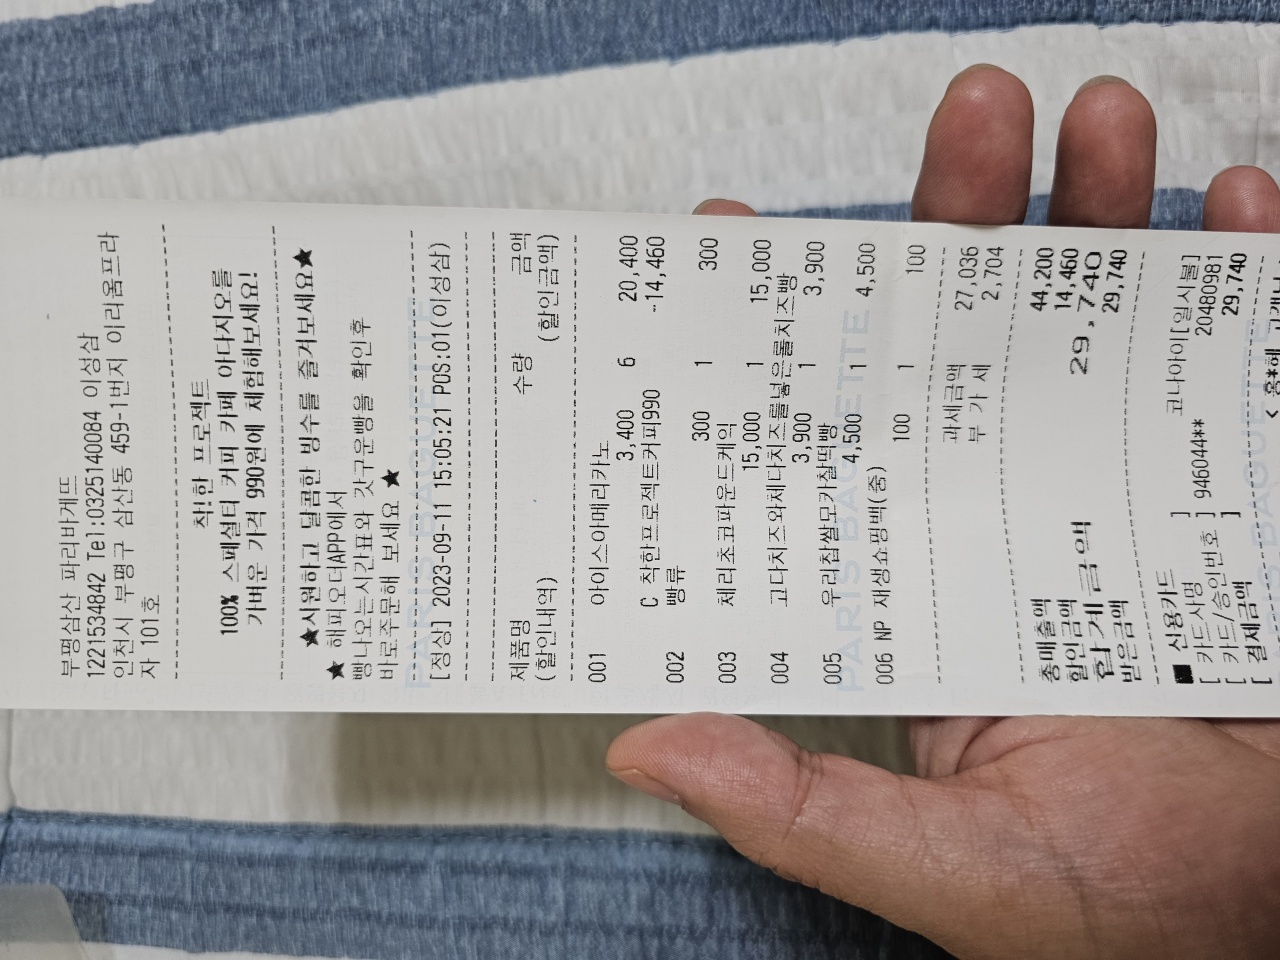 부평삼산 파리바게뜨
1221534842 Tel:0325140084 이성삼
인천시 부평구 삼산동 459-1번지 이리옴프라
자 101호
착!한 프로젝트
100% 스페셜티 커피 카페 아다지오를
가벼운 가격 990원에 체험해보세요!
★시원하고 달콤한 빙수를 즐겨보세요★
★ 해피오더APP에서
빵나오는시간표와 갓구운빵을 확인후
바로주문해 보세요 ★
[정상] 2023-09-11 15:05:21 POS:01(이성삼)
제품명 수량 금액
(할인내역) (할인금액)
001 아이스아메리카노
3,400 6 20,400
C 착한프로젝트커피990 -14,460
002 빵류
300 1 300
003 체리초코파운드케익
15,000 1 15,000
004 고다치즈와체다치즈를넣은롤치즈빵
3,900 1 3,900
005 우리찹쌀모카찰떡빵
4,500 1 4,500
006 NP 재생쇼핑백(중)
100 1 100
과세금액 27,036
부 가 세 2,704
총매출액 44,200
할인금액 14,460
합계금액 29,740
받은금액 29,740
■ 신용카드
[ 카드사명 ] 코나아이[일시불]
[ 카드/승인번호 ] 946044** 20480981
[ 결제금액 ] 29,740
PARIS BAGUETTE
PARIS BAGUETTE